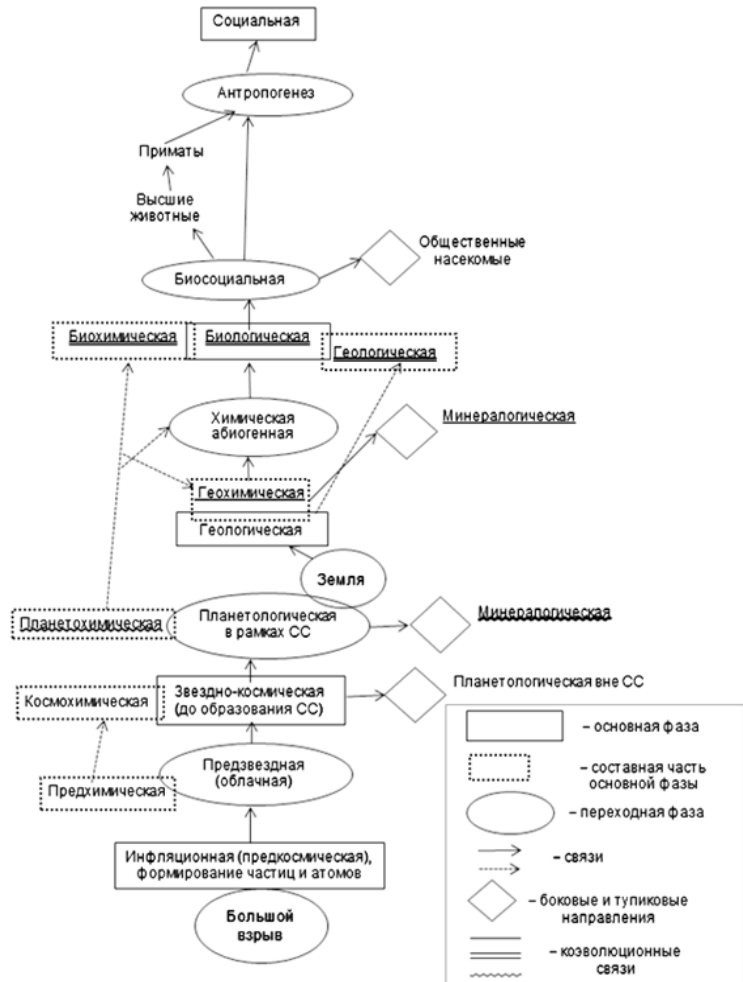 Социальная
Антропогенез
Приматы
Высшие
животные
Общественные
насекомые
Биосоциальная
Биохимическая
Биологическая
Геологическая
Химическая
абиогенная
Минералогическая
Геохимическая
Геологическая
Земля
Планетохимическая
Планетологическая
в рамках СС
Минералогическая
Космохимическая
Звездно-космическая
(до образования СС)
Планетологическая вне СС
Предзвездная
(облачная)
Предхимическая
Инфляционная (предкосмическая),
формирование частиц и атомов
Большой
взрыв
– основная фаза
– составная часть
основной фазы
– переходная фаза
– связи
– боковые и тупиковые
направления
– коэволюционные
связи